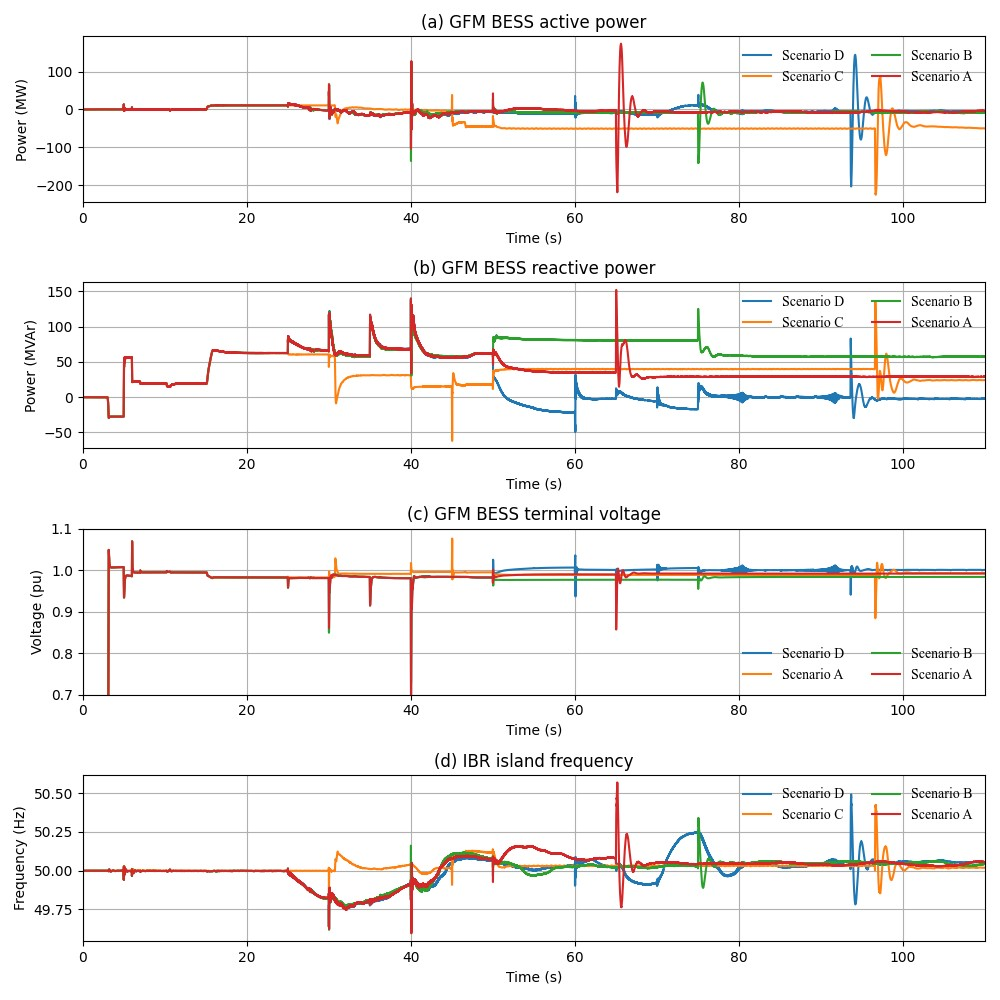 (a) GFM BESS active power
Power (MW)
100
0
−100
−200
Scenario D
Scenario B
Scenario C
Scenario A
0 20 40 60 80 100
Time (s)
(b) GFM BESS reactive power
Power (MVAr)
150
100
50
0
−50
Scenario D
Scenario B
Scenario C
Scenario A
0 20 40 60 80 100
Time (s)
(c) GFM BESS terminal voltage
Voltage (pu)
1.1
1.0
0.9
0.8
0.7
Scenario D
Scenario B
Scenario A
Scenario A
0 20 40 60 80 100
Time (s)
(d) IBR island frequency
Frequency (Hz)
50.50
50.25
50.00
49.75
Scenario D
Scenario B
Scenario C
Scenario A
0 20 40 60 80 100
Time (s)